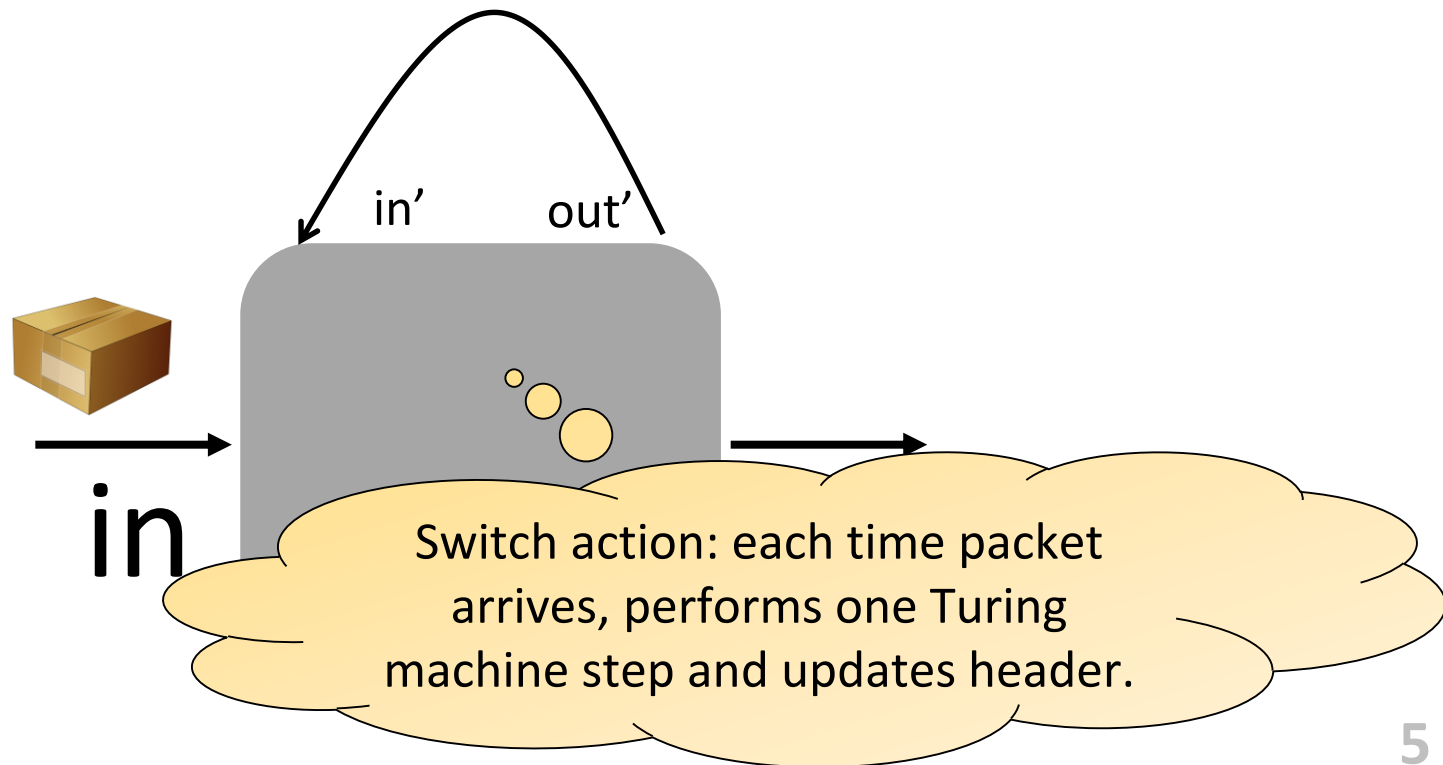 in’ out’
in
Switch action: each time packet
arrives, performs one Turing
machine step and updates header.
5